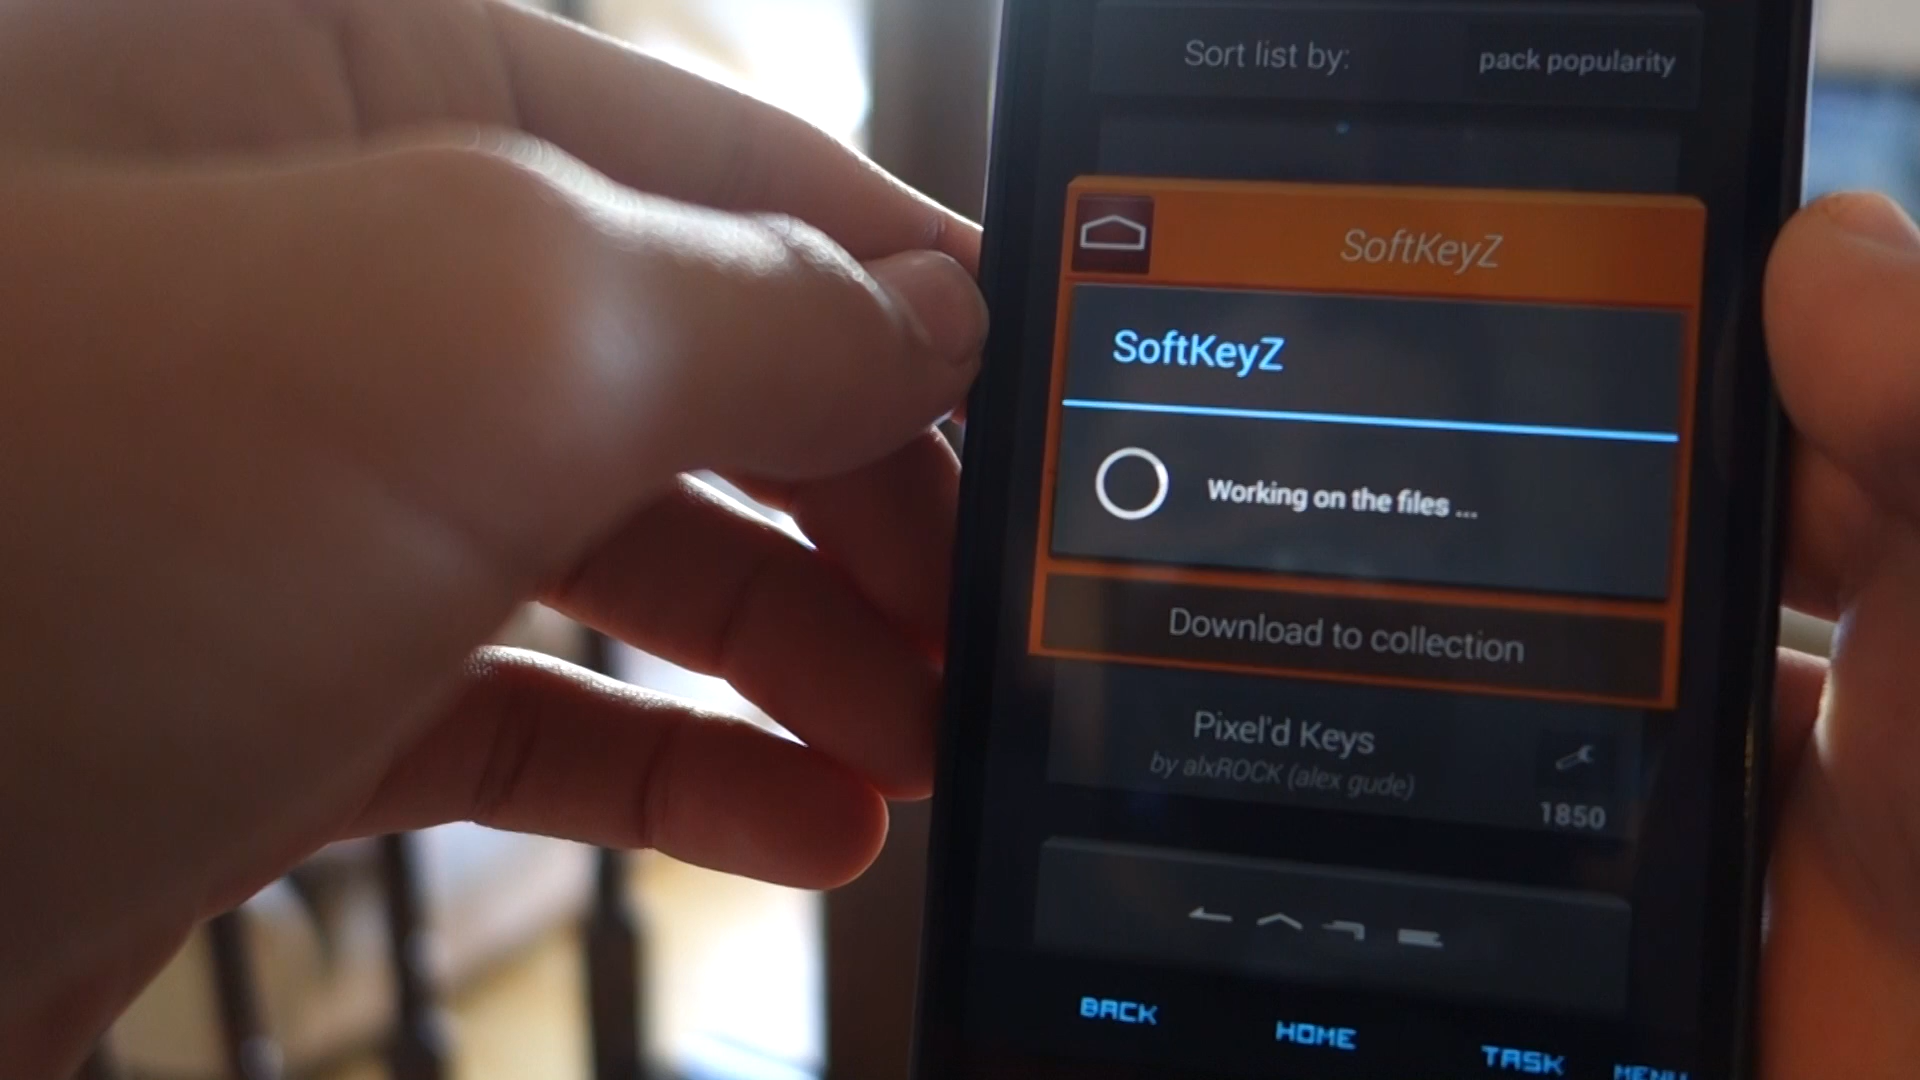 Sort list by: pack popularity
SoftKeyZ
SoftKeyZ
Working on the files ...
Download to collection
Pixel'd Keys
by alxROCK (alex gude)
1850
BACK HOME TASK MENU